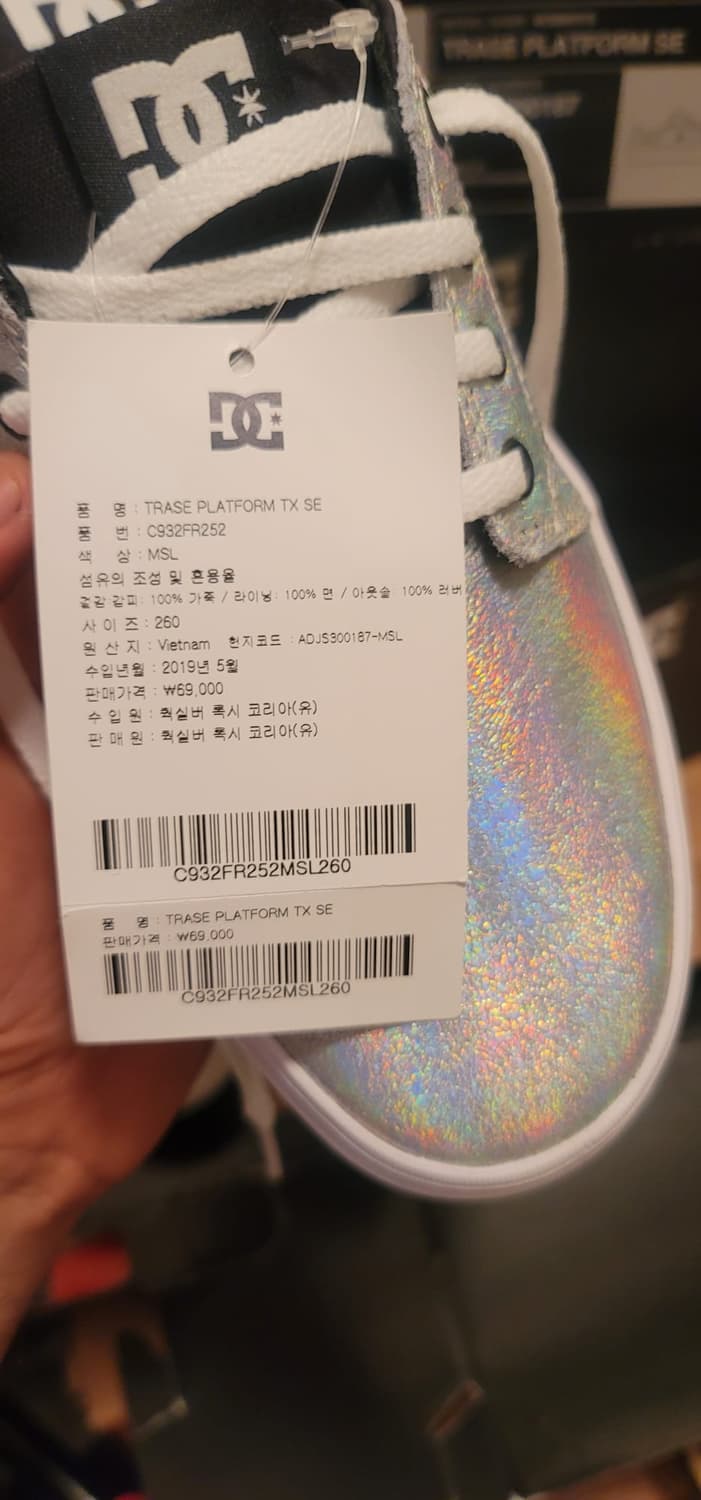 DC
TRASE PLATFORM SE
DC
품 명 : TRASE PLATFORM TX SE
품 번 : C932FR252
색 상 : MSL
섬유의 조성 및 혼용율
겉감:갑피: 100% 가죽 / 라이닝: 100% 면 / 아웃솔: 100% 러버
사 이 즈 : 260
원 산 지 : Vietnam 현지코드 : ADJS300187-MSL
수입년월 : 2019년 5월
판매가격 : ₩69,000
수 입 원 : 퀵실버 록시 코리아(유)
판 매 원 : 퀵실버 록시 코리아(유)
C932FR252MSL260
품 명 : TRASE PLATFORM TX SE
판매가격 : ₩69,000
C932FR252MSL260